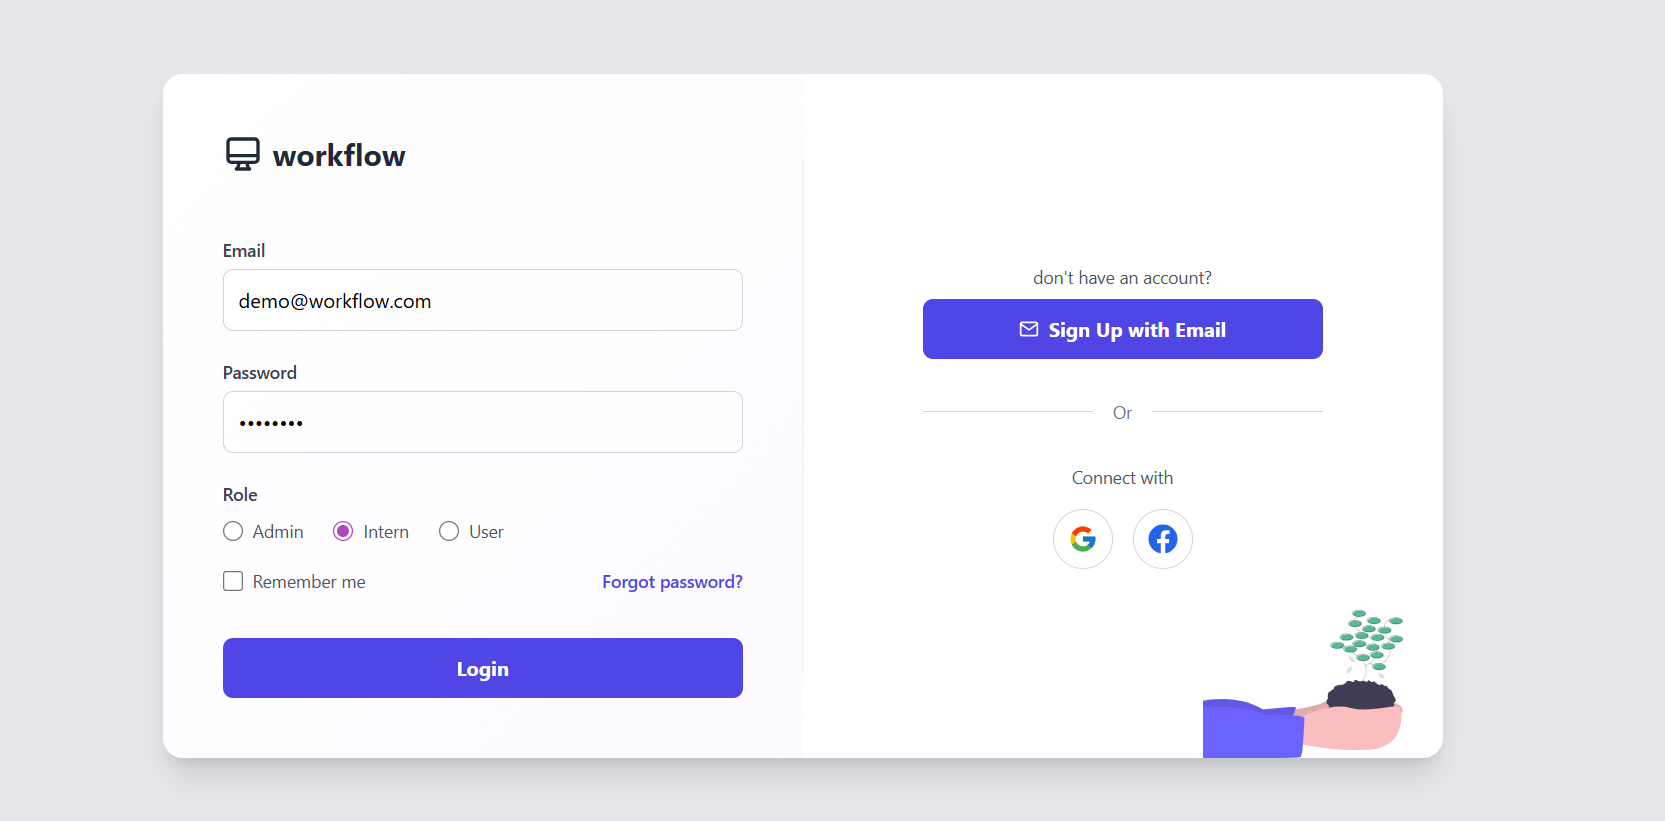 workflow
Email
demo@workflow.com
Password
••••••••
Role
Admin Intern User
Remember me Forgot password?
Login
don't have an account?
Sign Up with Email
Or
Connect with